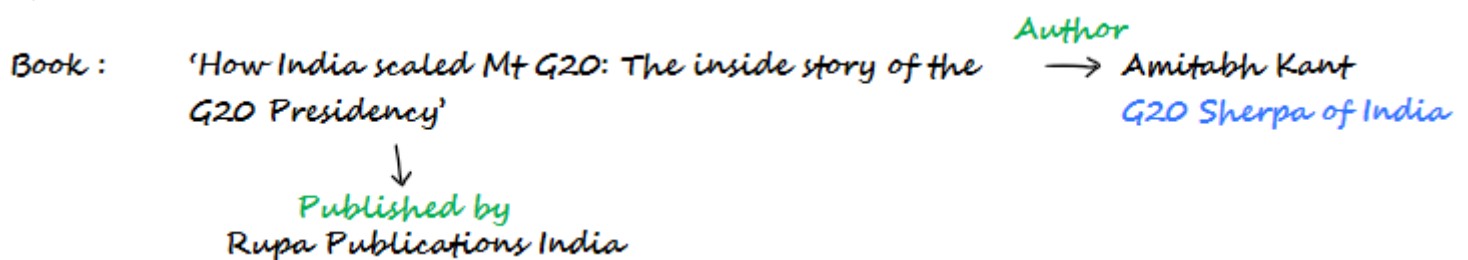 Author
Book : 'How India scaled Mt G20: The inside story of the → Amitabh Kant
G20 Presidency' G20 Sherpa of India
↓
Published by
Rupa Publications India